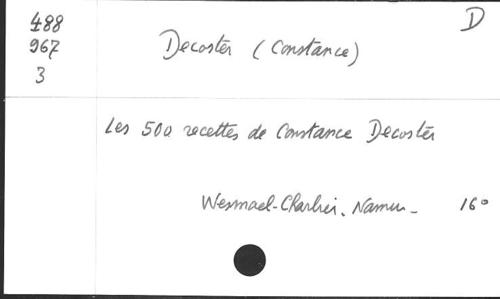 488
967
3
D
Decoster (Constance)
Les 500 recettes de Constance Decoster
Wesmael-Charlier. Namur - 16°